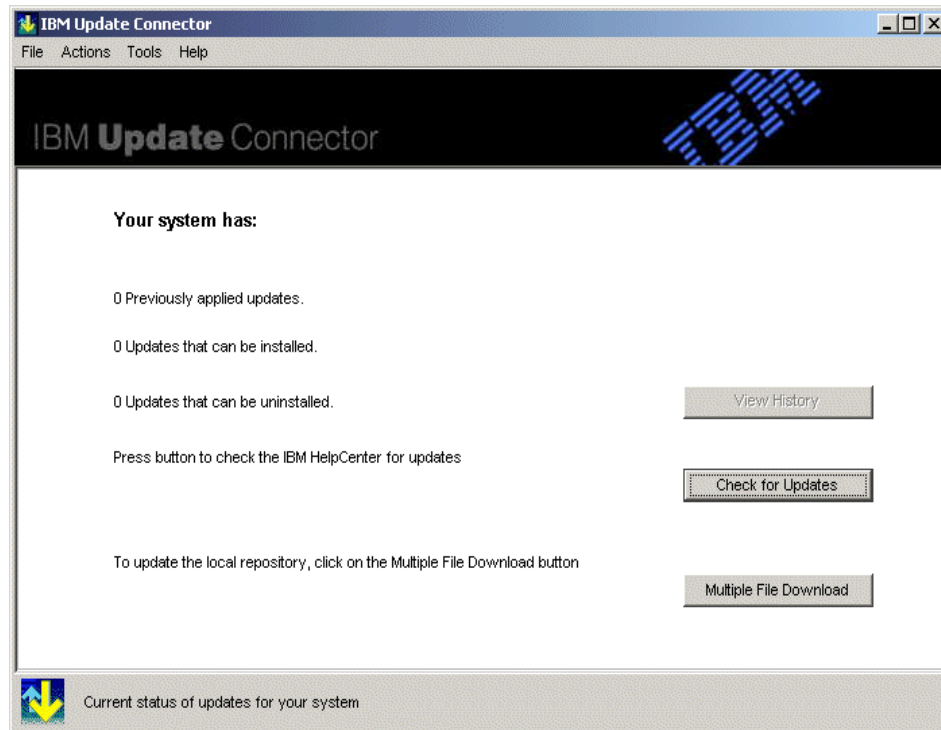 IBM Update Connector
File Actions Tools Help
IBM Update Connector
IBM
Your system has:
0 Previously applied updates.
0 Updates that can be installed.
0 Updates that can be uninstalled.
View History
Press button to check the IBM HelpCenter for updates
Check for Updates
To update the local repository, click on the Multiple File Download button
Multiple File Download
Current status of updates for your system